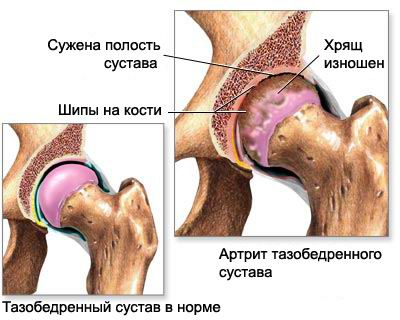 Сужена полость
сустава
Хрящ
изношен
Шипы на кости
Артрит тазобедренного
сустава
Тазобедренный сустав в норме